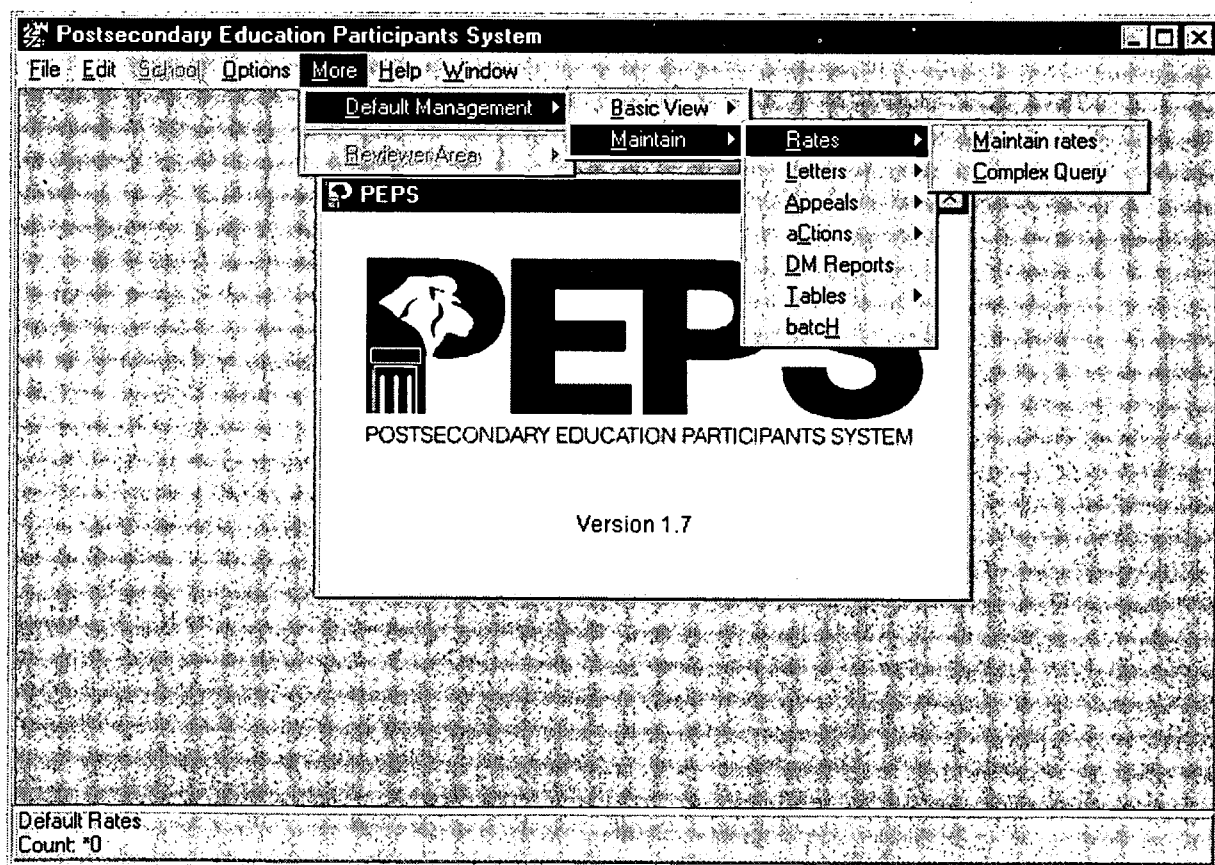 Postsecondary Education Participants System
File Edit School Options More Help Window
Default Management Basic View
Reviewer Area Maintain Rates Maintain rates
Letters Complex Query
Appeals
aCtions
DM Reports
Tables
batcH
PEPS
PEPS
POSTSECONDARY EDUCATION PARTICIPANTS SYSTEM
Version 1.7
Default Rates
Count: *0